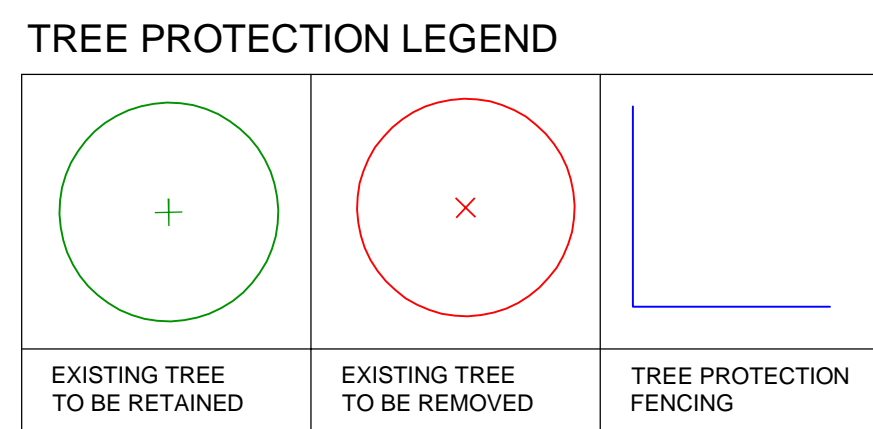 TREE PROTECTION LEGEND
EXISTING TREE
TO BE RETAINED
EXISTING TREE
TO BE REMOVED
TREE PROTECTION
FENCING